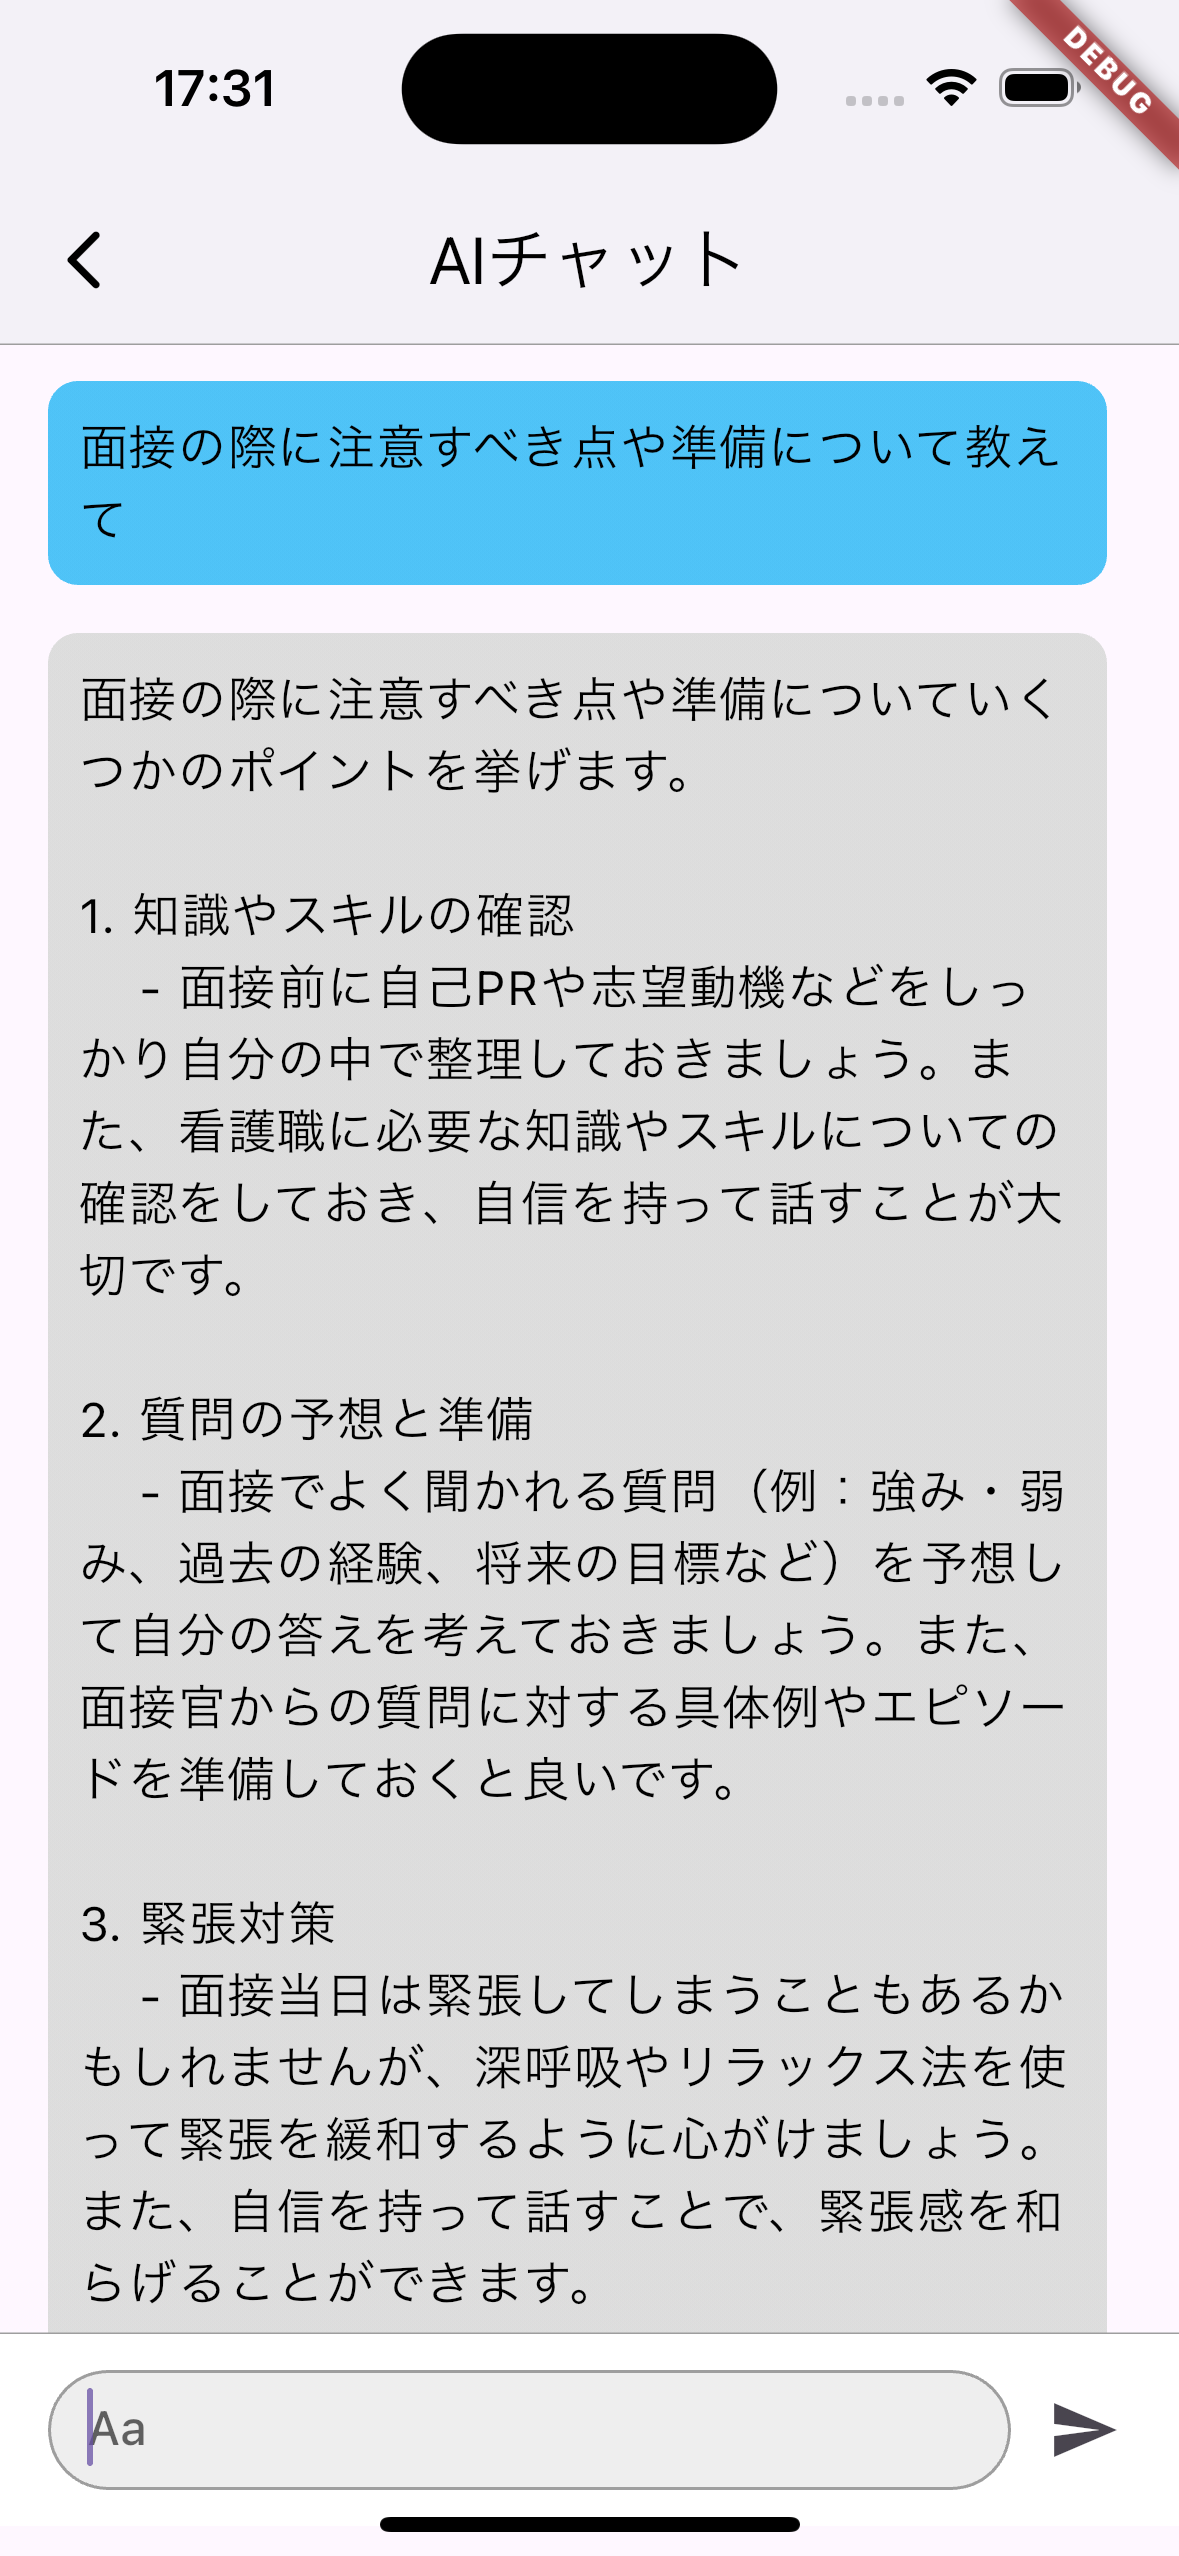 17:31
DEBUG
AIチャット
面接の際に注意すべき点や準備について教え
て
面接の際に注意すべき点や準備についていく
つかのポイントを挙げます。
1. 知識やスキルの確認
- 面接前に自己PRや志望動機などをしっ
かり自分の中で整理しておきましょう。ま
た、看護職に必要な知識やスキルについての
確認をしておき、自信を持って話すことが大
切です。
2. 質問の予想と準備
- 面接でよく聞かれる質問（例：強み・弱
み、過去の経験、将来の目標など）を予想し
て自分の答えを考えておきましょう。また、
面接官からの質問に対する具体例やエピソー
ドを準備しておくと良いです。
3. 緊張対策
- 面接当日は緊張してしまうこともあるか
もしれませんが、深呼吸やリラックス法を使
って緊張を緩和するように心がけましょう。
また、自信を持って話すことで、緊張感を和
らげることができます。
Aa